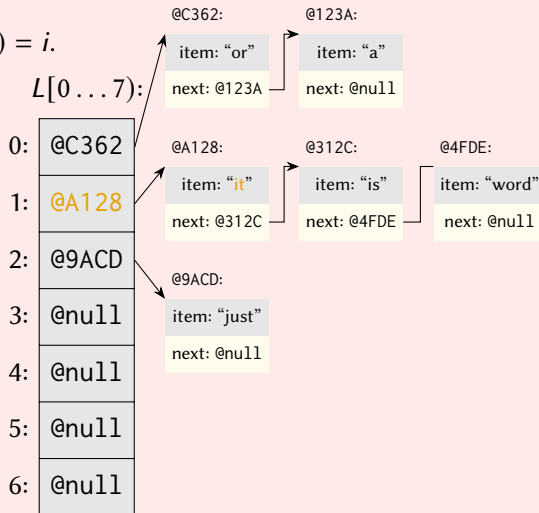 ) = i.
L[0 . . . 7):
0: @C362
1: @A128
2: @9ACD
3: @null
4: @null
5: @null
6: @null
@C362:
item: “or”
next: @123A
@123A:
item: “a”
next: @null
@A128:
item: “it”
next: @312C
@312C:
item: “is”
next: @4FDE
@4FDE:
item: “word”
next: @null
@9ACD:
item: “just”
next: @null